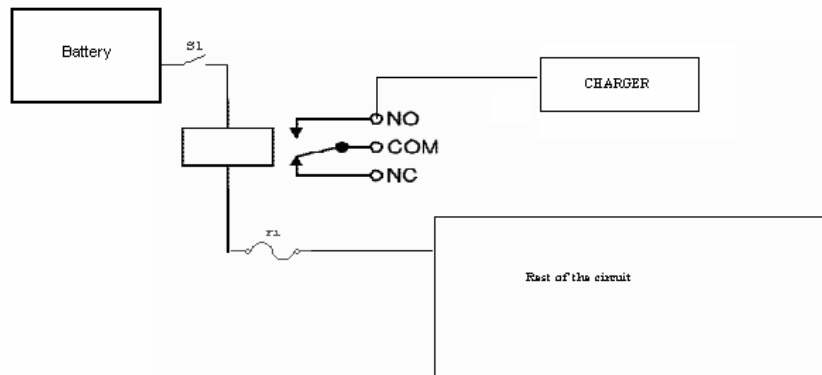 Battery
S1
CHARGER
NO
COM
NC
F1
Rest of the circuit